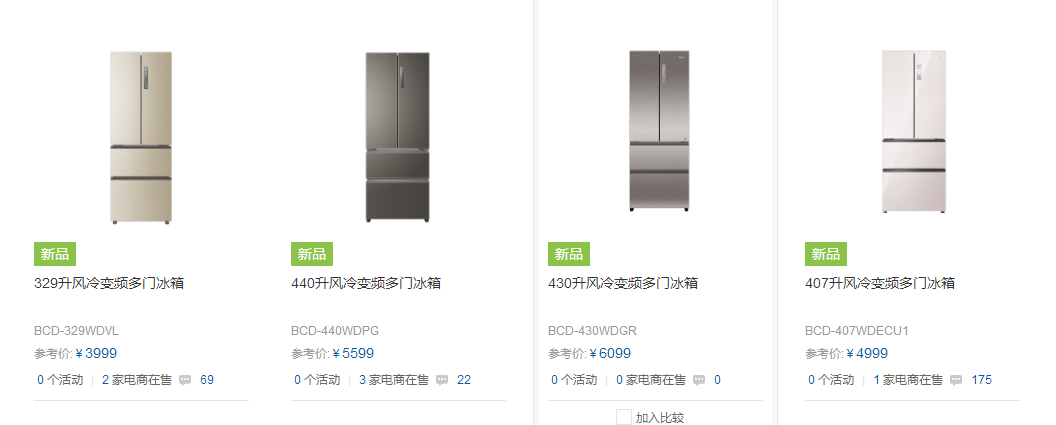 新品
329升风冷变频多门冰箱
BCD-329WDVL
参考价:¥3999
0 个活动 | 2 家电商在售 69
新品
440升风冷变频多门冰箱
BCD-440WDPG
参考价:¥5599
0 个活动 | 3 家电商在售 22
新品
430升风冷变频多门冰箱
BCD-430WDGR
参考价:¥6099
0 个活动 | 0 家电商在售 0
加入比较
新品
407升风冷变频多门冰箱
BCD-407WDECU1
参考价:¥4999
0 个活动 | 1 家电商在售 175